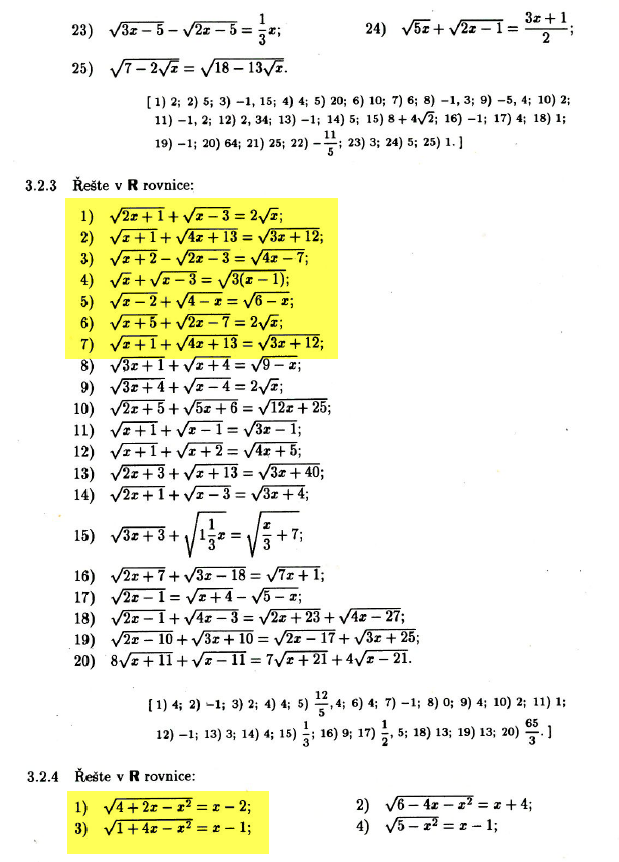 23) √(3x − 5) − √(2x − 5) = 1/3 x; 24) √(5x) + √(2x − 1) = (3x + 1)/2;
25) √(7 − 2√x) = √(18 − 13√x).
[ 1) 2; 2) 5; 3) −1, 15; 4) 4; 5) 20; 6) 10; 7) 6; 8) −1, 3; 9) −5, 4; 10) 2;
11) −1, 2; 12) 2, 34; 13) −1; 14) 5; 15) 8 + 4√2; 16) −1; 17) 4; 18) 1;
19) −1; 20) 64; 21) 25; 22) −11/5; 23) 3; 24) 5; 25) 1. ]
3.2.3 Řešte v R rovnice:
1) √(2x + 1) + √(x − 3) = 2√x;
2) √(x + 1) + √(4x + 13) = √(3x + 12);
3) √(x + 2) − √(2x − 3) = √(4x − 7);
4) √x + √(x − 3) = √(3(x − 1));
5) √(x − 2) + √(4 − x) = √(6 − x);
6) √(x + 5) + √(2x − 7) = 2√x;
7) √(x + 1) + √(4x + 13) = √(3x + 12);
8) √(3x + 1) + √(x + 4) = √(9 − x);
9) √(3x + 4) + √(x − 4) = 2√x;
10) √(2x + 5) + √(5x + 6) = √(12x + 25);
11) √(x + 1) + √(x − 1) = √(3x − 1);
12) √(x + 1) + √(x + 2) = √(4x + 5);
13) √(2x + 3) + √(x + 13) = √(3x + 40);
14) √(2x + 1) + √(x − 3) = √(3x + 4);
15) √(3x + 3) + √(1 1/3 x) = √(x/3 + 7);
16) √(2x + 7) + √(3x − 18) = √(7x + 1);
17) √(2x − 1) = √(x + 4) − √(5 − x);
18) √(2x − 1) + √(4x − 3) = √(2x + 23) + √(4x − 27);
19) √(2x − 10) + √(3x + 10) = √(2x − 17) + √(3x + 25);
20) 8√(x + 11) + √(x − 11) = 7√(x + 21) + 4√(x − 21).
[ 1) 4; 2) −1; 3) 2; 4) 4; 5) 12/5, 4; 6) 4; 7) −1; 8) 0; 9) 4; 10) 2; 11) 1;
12) −1; 13) 3; 14) 4; 15) 1/3; 16) 9; 17) 1/2, 5; 18) 13; 19) 13; 20) 65/3. ]
3.2.4 Řešte v R rovnice:
1) √(4 + 2x − x²) = x − 2; 2) √(6 − 4x − x²) = x + 4;
3) √(1 + 4x − x²) = x − 1; 4) √(5 − x²) = x − 1;